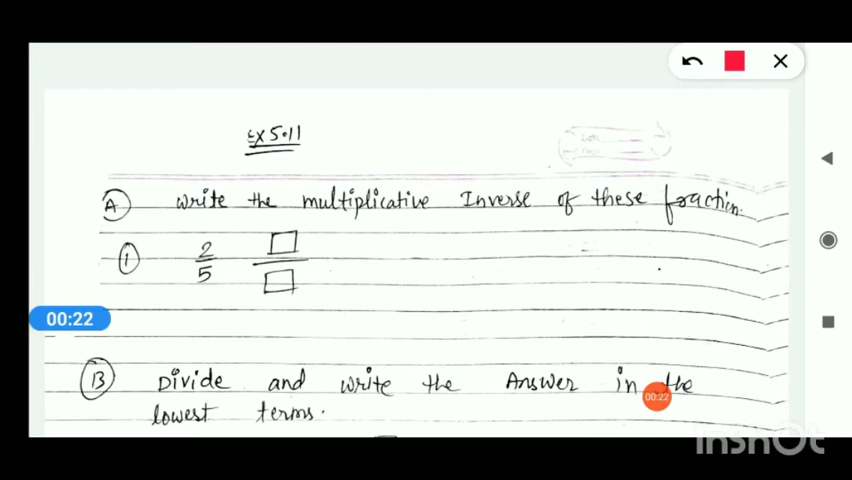 Ex 5.11
A Write the multiplicative Inverse of these fraction.
1 2/5 □/□
00:22
B Divide and write the Answer in the
00:22
lowest terms.
InShOt